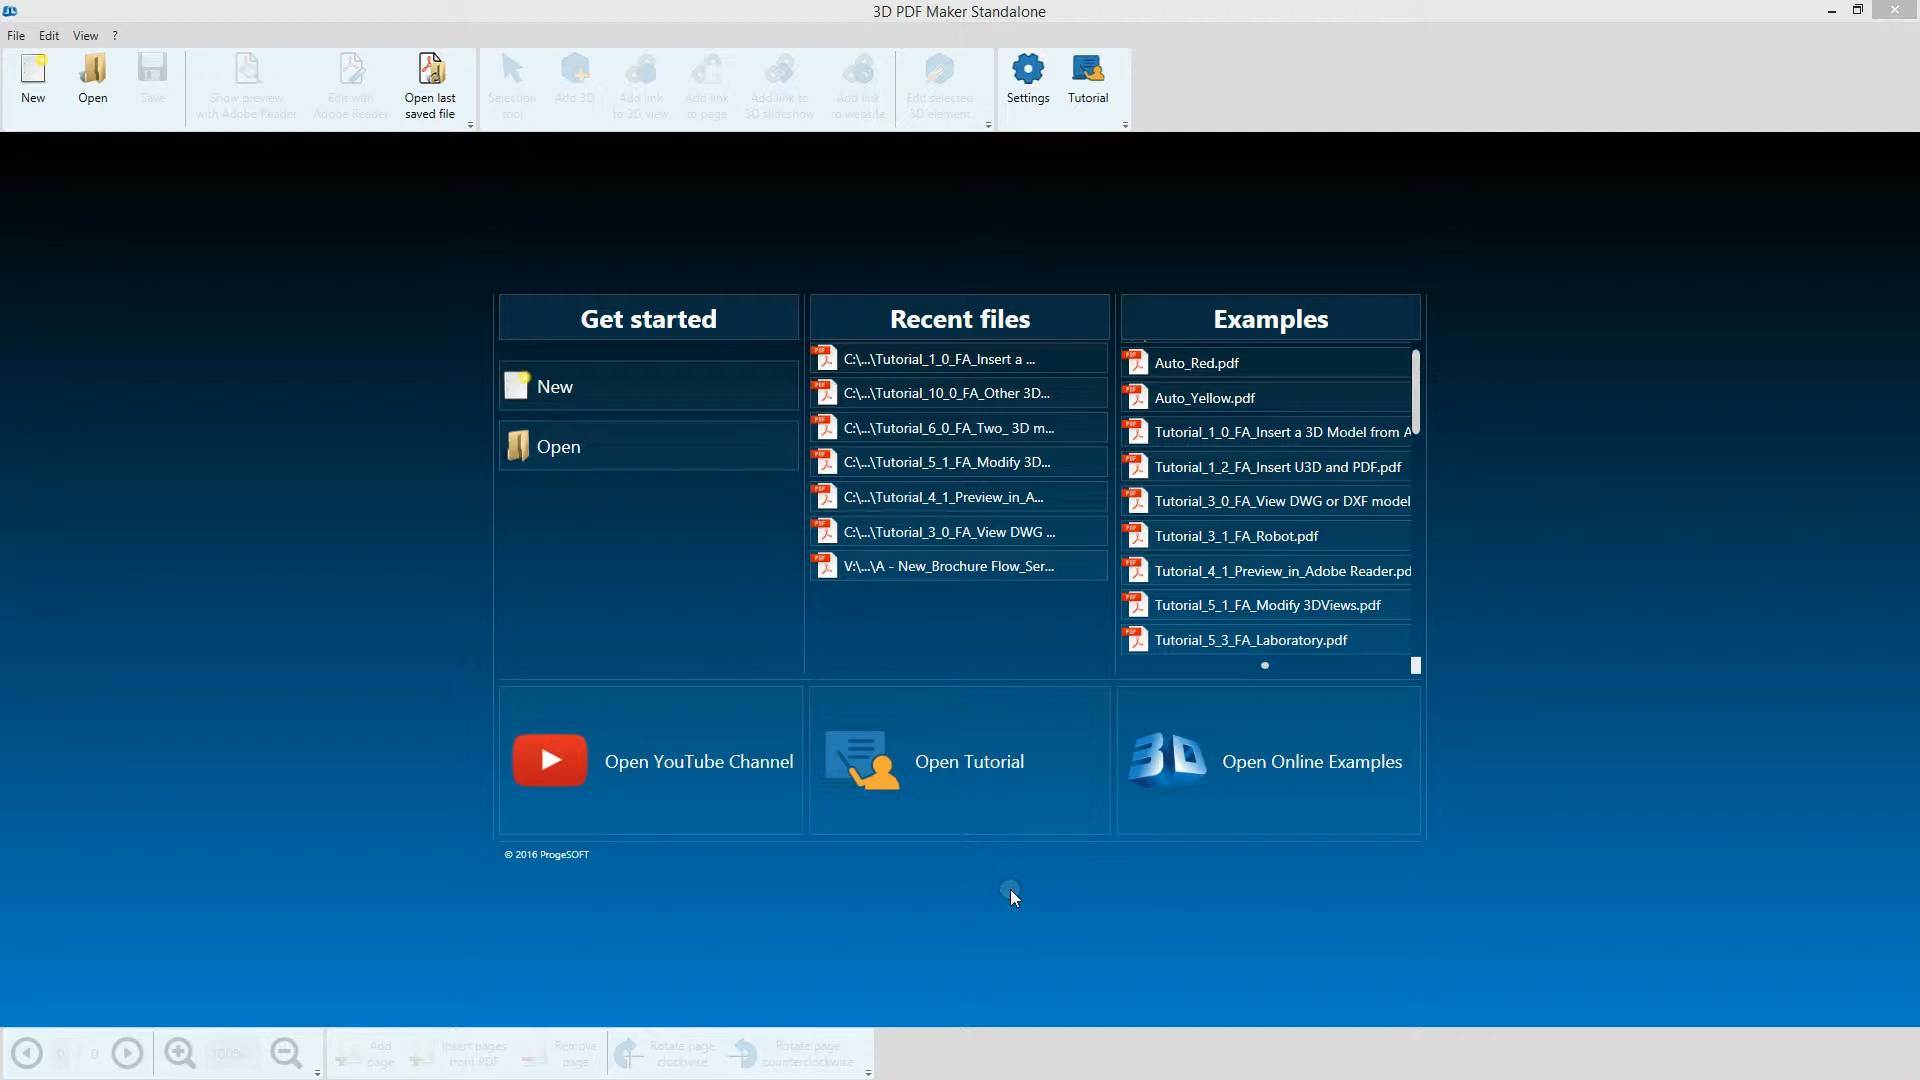 3D PDF Maker Standalone
File Edit View ?
New
Open
Save
Show preview
with Adobe Reader
Edit with
Adobe Reader
Open last
saved file
Selection
tool
Add 3D
Add link
to 3D view
Add link
to page
Add link to
3D slideshow
Add link
to website
Edit selected
3D element
Settings
Tutorial
Get started
New
Open
Recent files
C:\...\Tutorial_1_0_FA_Insert a ...
C:\...\Tutorial_10_0_FA_Other 3D...
C:\...\Tutorial_6_0_FA_Two_ 3D m...
C:\...\Tutorial_5_1_FA_Modify 3D...
C:\...\Tutorial_4_1_Preview_in_A...
C:\...\Tutorial_3_0_FA_View DWG ...
V:\...\A - New_Brochure Flow_Ser...
Examples
Auto_Red.pdf
Auto_Yellow.pdf
Tutorial_1_0_FA_Insert a 3D Model from A
Tutorial_1_2_FA_Insert U3D and PDF.pdf
Tutorial_3_0_FA_View DWG or DXF model
Tutorial_3_1_FA_Robot.pdf
Tutorial_4_1_Preview_in_Adobe Reader.pd
Tutorial_5_1_FA_Modify 3DViews.pdf
Tutorial_5_3_FA_Laboratory.pdf
Open YouTube Channel
Open Tutorial
3D Open Online Examples
© 2016 ProgeSOFT
0 / 0
100%
Add
page
Insert pages
from PDF
Remove
page
Rotate page
clockwise
Rotate page
counterclockwise